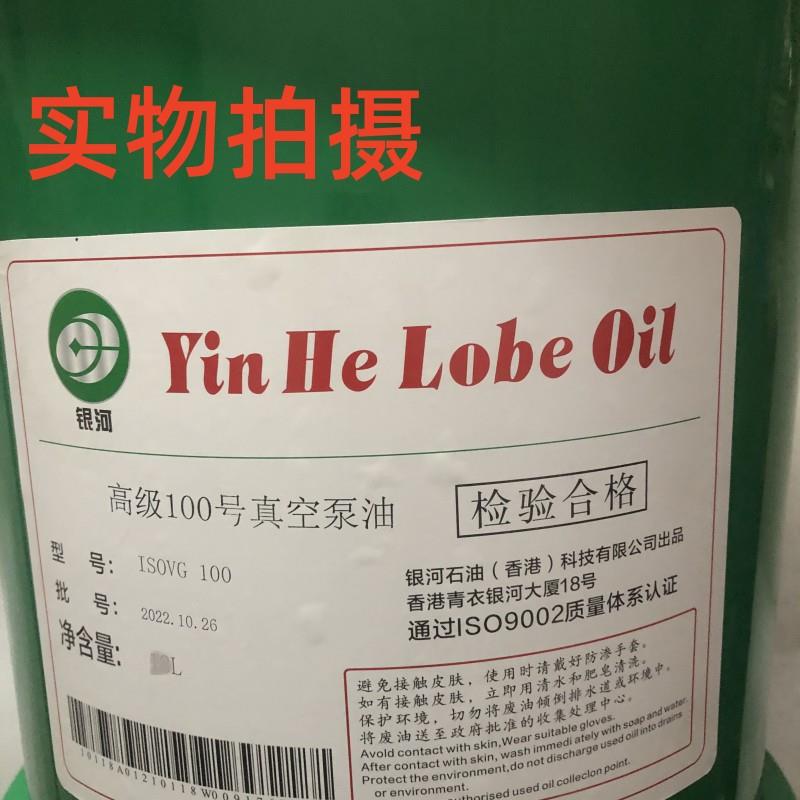 实物拍摄
Yin He Lobe Oil
银河
高级100号真空泵油
检验合格
型 号: ISOVG 100
批 号: 2022.10.26
净含量: L
银河石油（香港）科技有限公司出品
香港青衣银河大厦18号
通过ISO9002质量体系认证
避免接触皮肤，使用时请戴好防渗手套。
如有接触皮肤，立即用清水和肥皂清洗。
保护环境，切勿将废油倾倒排水道或环境中。
将废油送至政府批准的收集处理中心。
Avold contact with skin,Wear suitable gloves.
After contact with skin, wash immed iately with soap and water.
Protect the environment,do not discharge used oill into drains
or environment.
thorised used oil colleclon point.
10118A01210118W0091